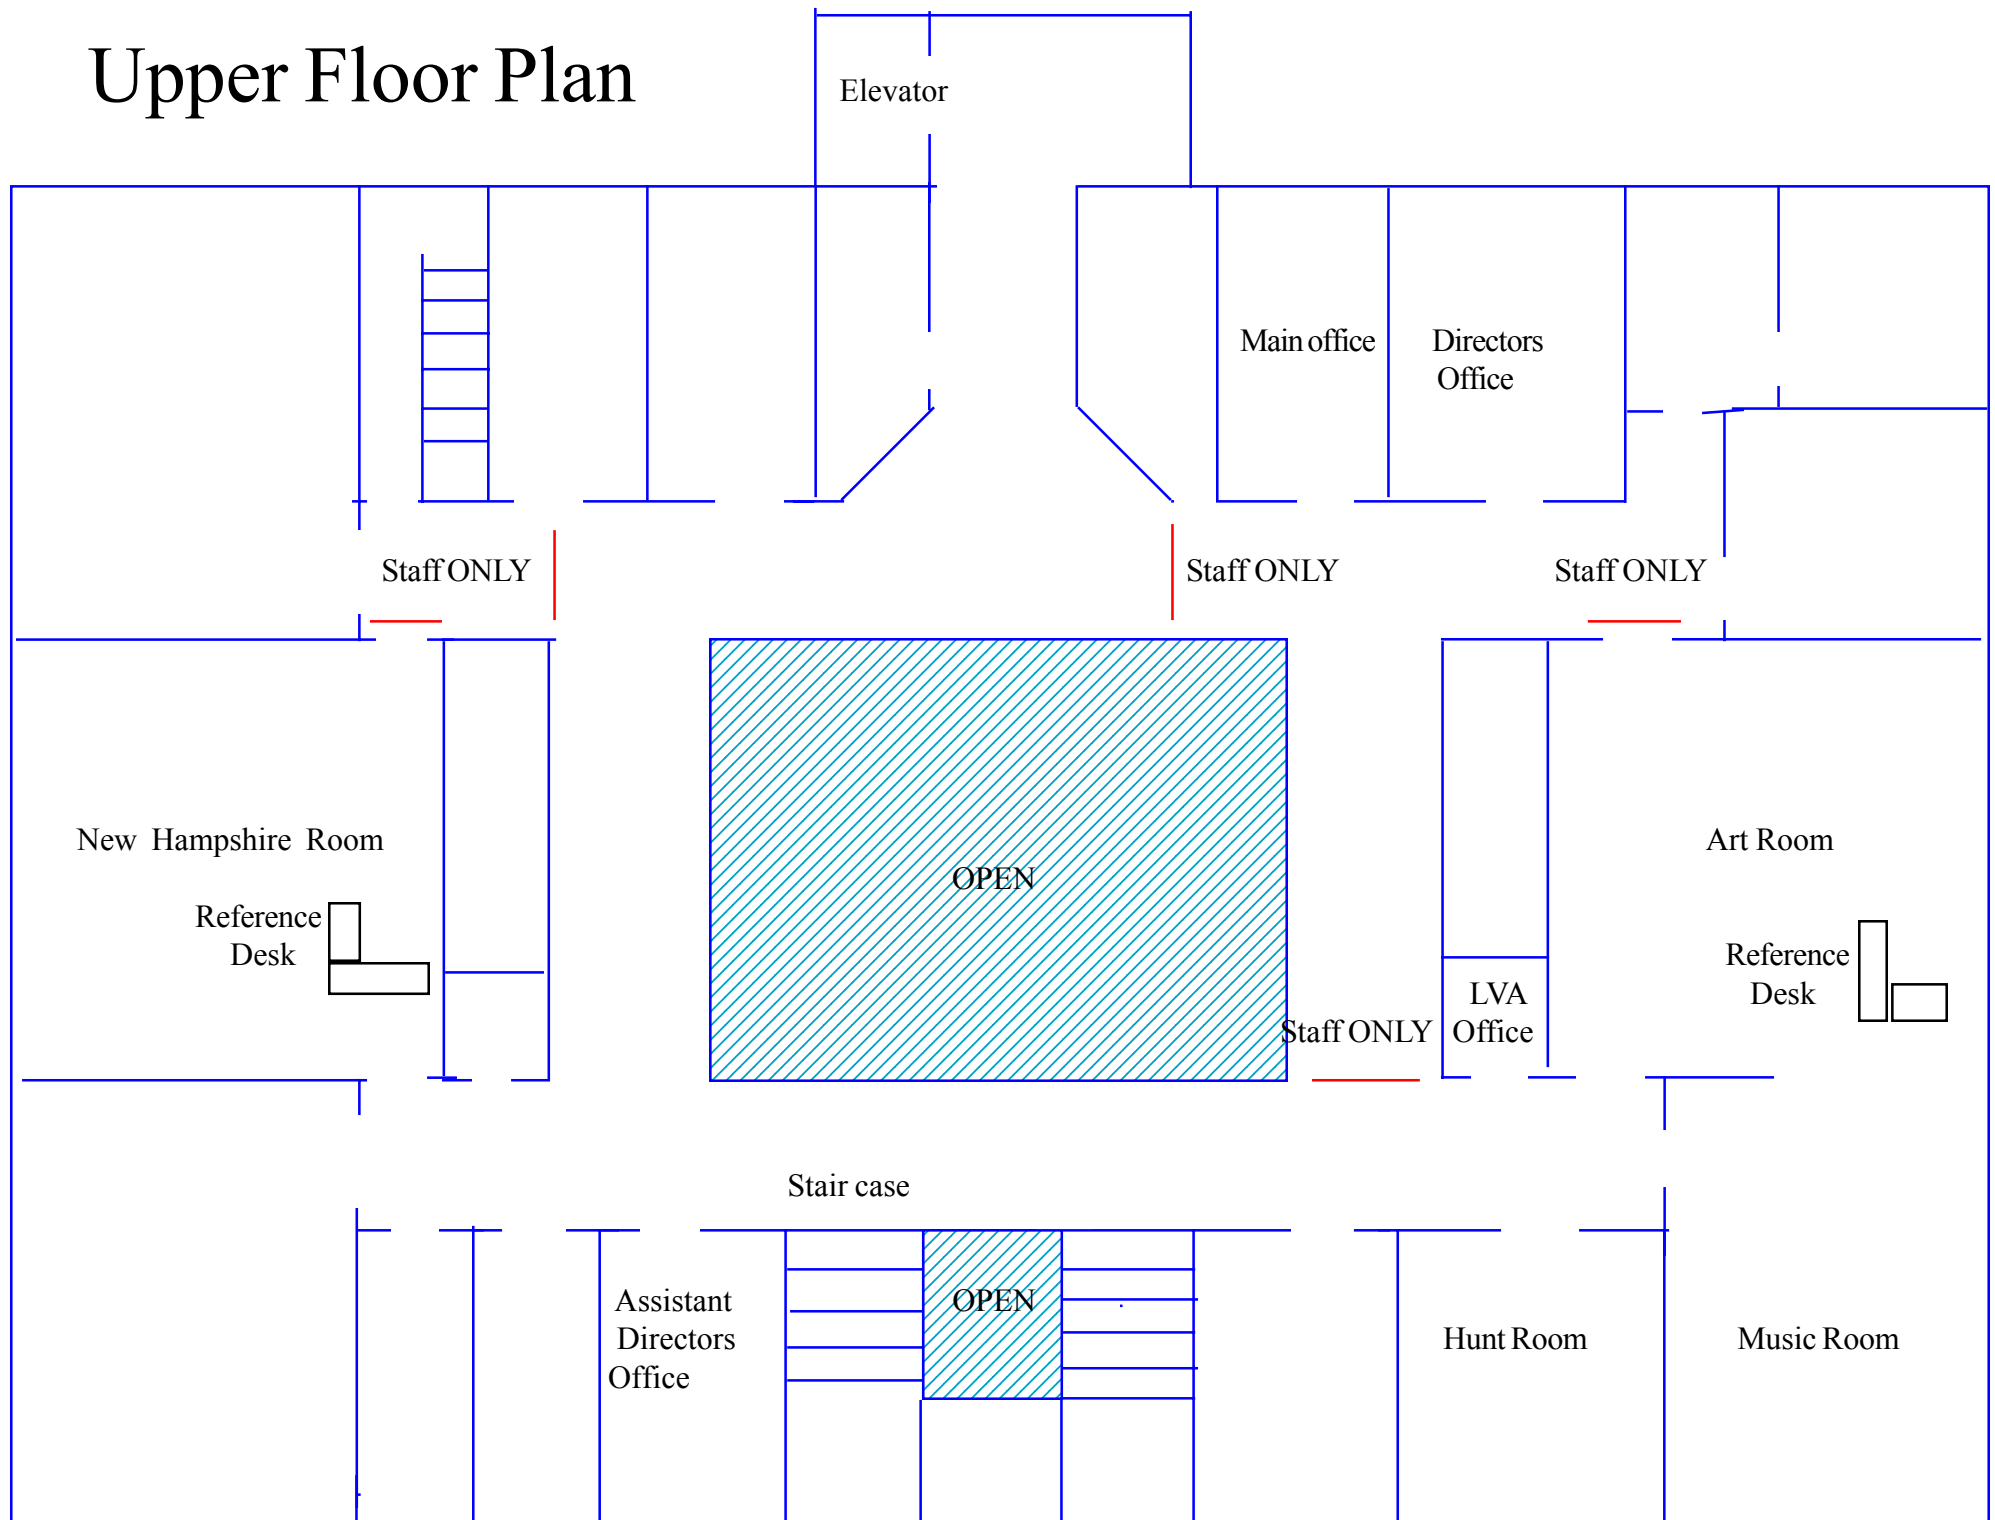 Upper Floor Plan
Elevator
Main office
Directors
Office
Staff ONLY
Staff ONLY
Staff ONLY
New Hampshire Room
Art Room
OPEN
Reference
Desk
Reference
Desk
LVA
Office
Staff ONLY
Stair case
Assistant
Directors
Office
OPEN
Hunt Room
Music Room